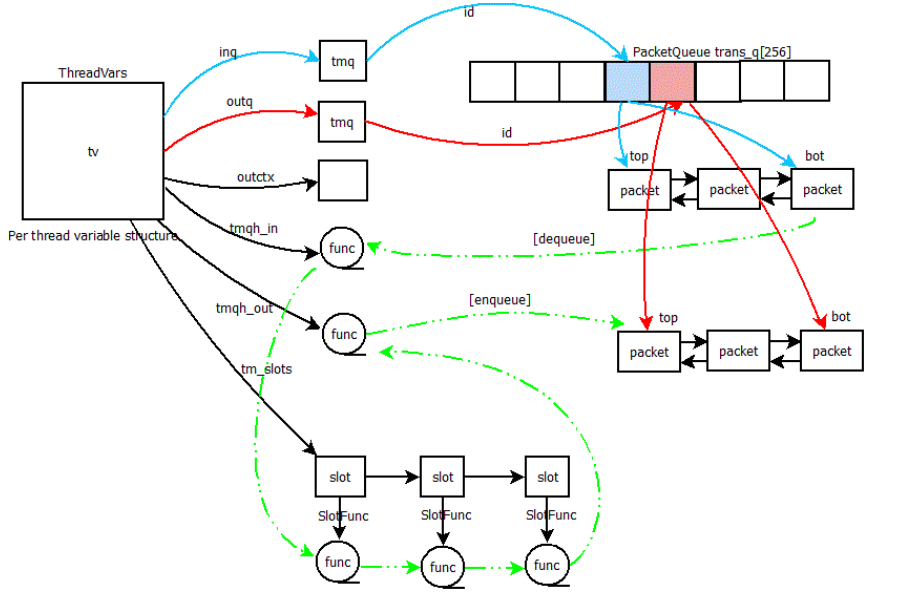 id
inq
tmq
PacketQueue trans_q[256]
ThreadVars
outq
tmq
id
tv
top
bot
outctx
packet
packet
packet
Per thread variable structure
tmqh_in
func
[dequeue]
tmqh_out
[enqueue]
func
top
bot
packet
packet
packet
tm_slots
slot
slot
slot
SlotFunc
SlotFunc
SlotFunc
func
func
func